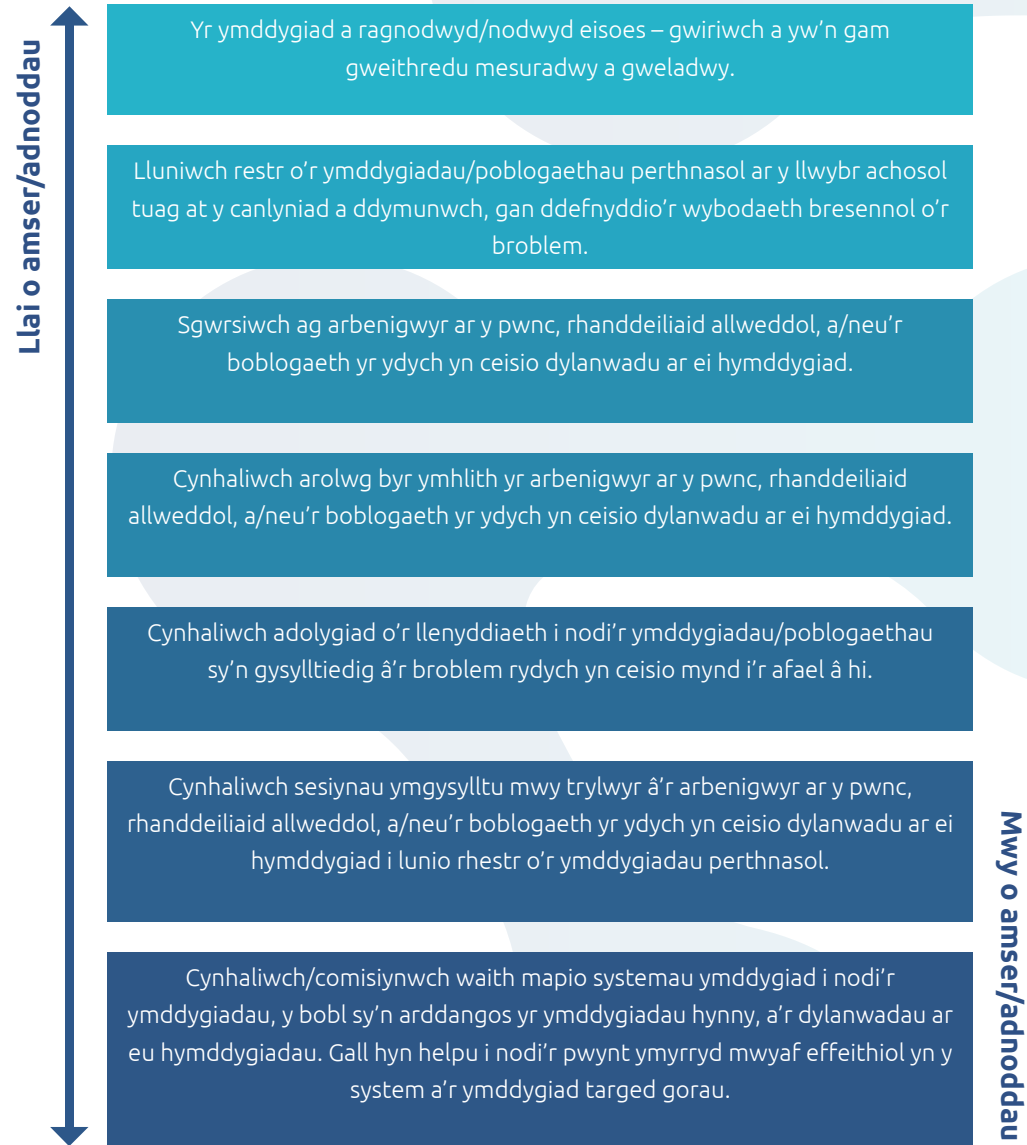 Llai o amser/adnoddau
Yr ymddygiad a ragnodwyd/nodwyd eisoes – gwiriwch a yw'n gam
gweithredu mesuradwy a gweladwy.
Lluniwch restr o'r ymddygiadau/poblogaethau perthnasol ar y llwybr achosol
tuag at y canlyniad a ddymunwch, gan ddefnyddio'r wybodaeth bresennol o'r
broblem.
Sgwrsiwch ag arbenigwyr ar y pwnc, rhanddeiliaid allweddol, a/neu'r
boblogaeth yr ydych yn ceisio dylanwadu ar ei hymddygiad.
Cynhaliwch arolwg byr ymhlith yr arbenigwyr ar y pwnc, rhanddeiliaid
allweddol, a/neu'r boblogaeth yr ydych yn ceisio dylanwadu ar ei hymddygiad.
Cynhaliwch adolygiad o'r llenyddiaeth i nodi'r ymddygiadau/poblogaethau
sy'n gysylltiedig â'r broblem rydych yn ceisio mynd i'r afael â hi.
Cynhaliwch sesiynau ymgysylltu mwy trylwyr â'r arbenigwyr ar y pwnc,
rhanddeiliaid allweddol, a/neu'r boblogaeth yr ydych yn ceisio dylanwadu ar ei
hymddygiad i lunio rhestr o'r ymddygiadau perthnasol.
Cynhaliwch/comisiynwch waith mapio systemau ymddygiad i nodi'r
ymddygiadau, y bobl sy'n arddangos yr ymddygiadau hynny, a'r dylanwadau ar
eu hymddygiadau. Gall hyn helpu i nodi'r pwynt ymyrryd mwyaf effeithiol yn y
system a'r ymddygiad targed gorau.
Mwy o amser/adnoddau